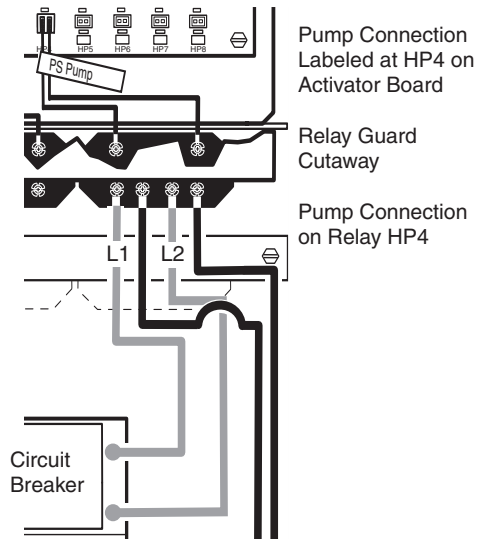 HP4 HP5 HP6 HP7 HP8
PS Pump
Pump Connection
Labeled at HP4 on
Activator Board
Relay Guard
Cutaway
Pump Connection
on Relay HP4
L1 L2
Circuit
Breaker